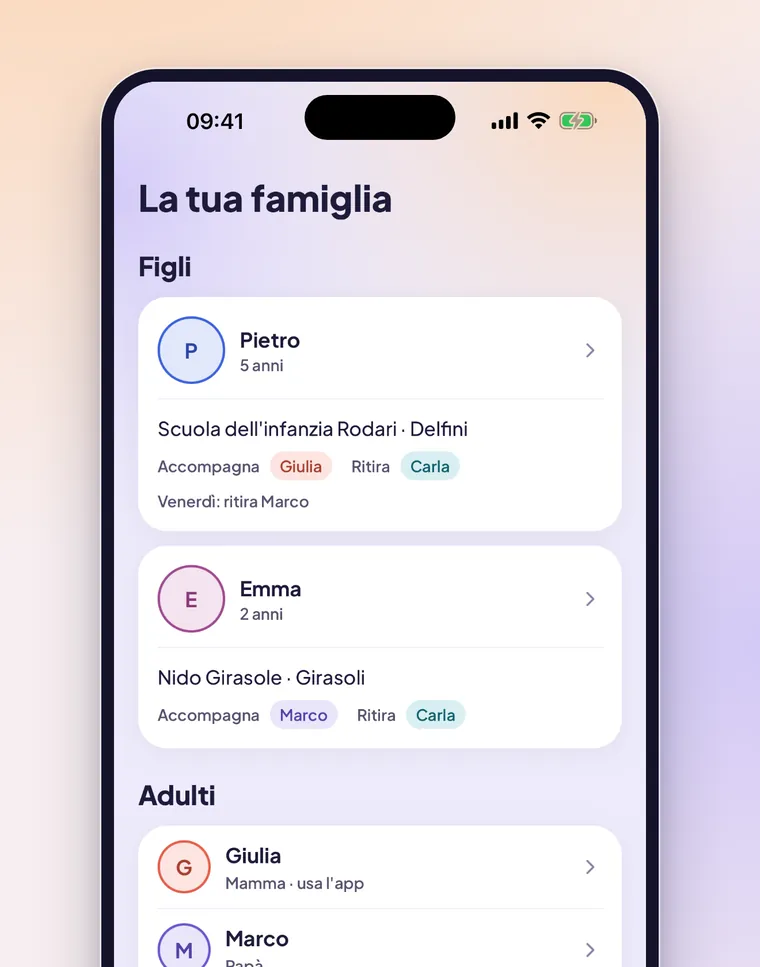 09:41
La tua famiglia
Figli
P
Pietro
5 anni
Scuola dell'infanzia Rodari · Delfini
Accompagna Giulia Ritira Carla
Venerdì: ritira Marco
E
Emma
2 anni
Nido Girasole · Girasoli
Accompagna Marco Ritira Carla
Adulti
G
Giulia
Mamma · usa l'app
M
Marco
Papà